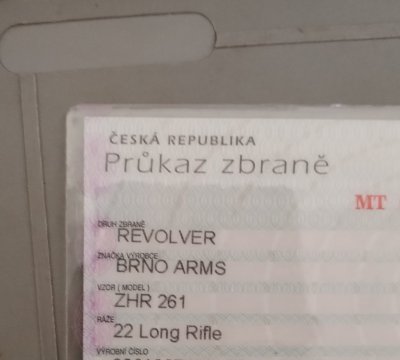 ČESKÁ REPUBLIKA
Průkaz zbraně
MT
DRUH ZBRANĚ
REVOLVER
ZNAČKA VÝROBCE
BRNO ARMS
VZOR ( MODEL )
ZHR 261
RÁŽE
22 Long Rifle
VÝROBNÍ ČÍSLO